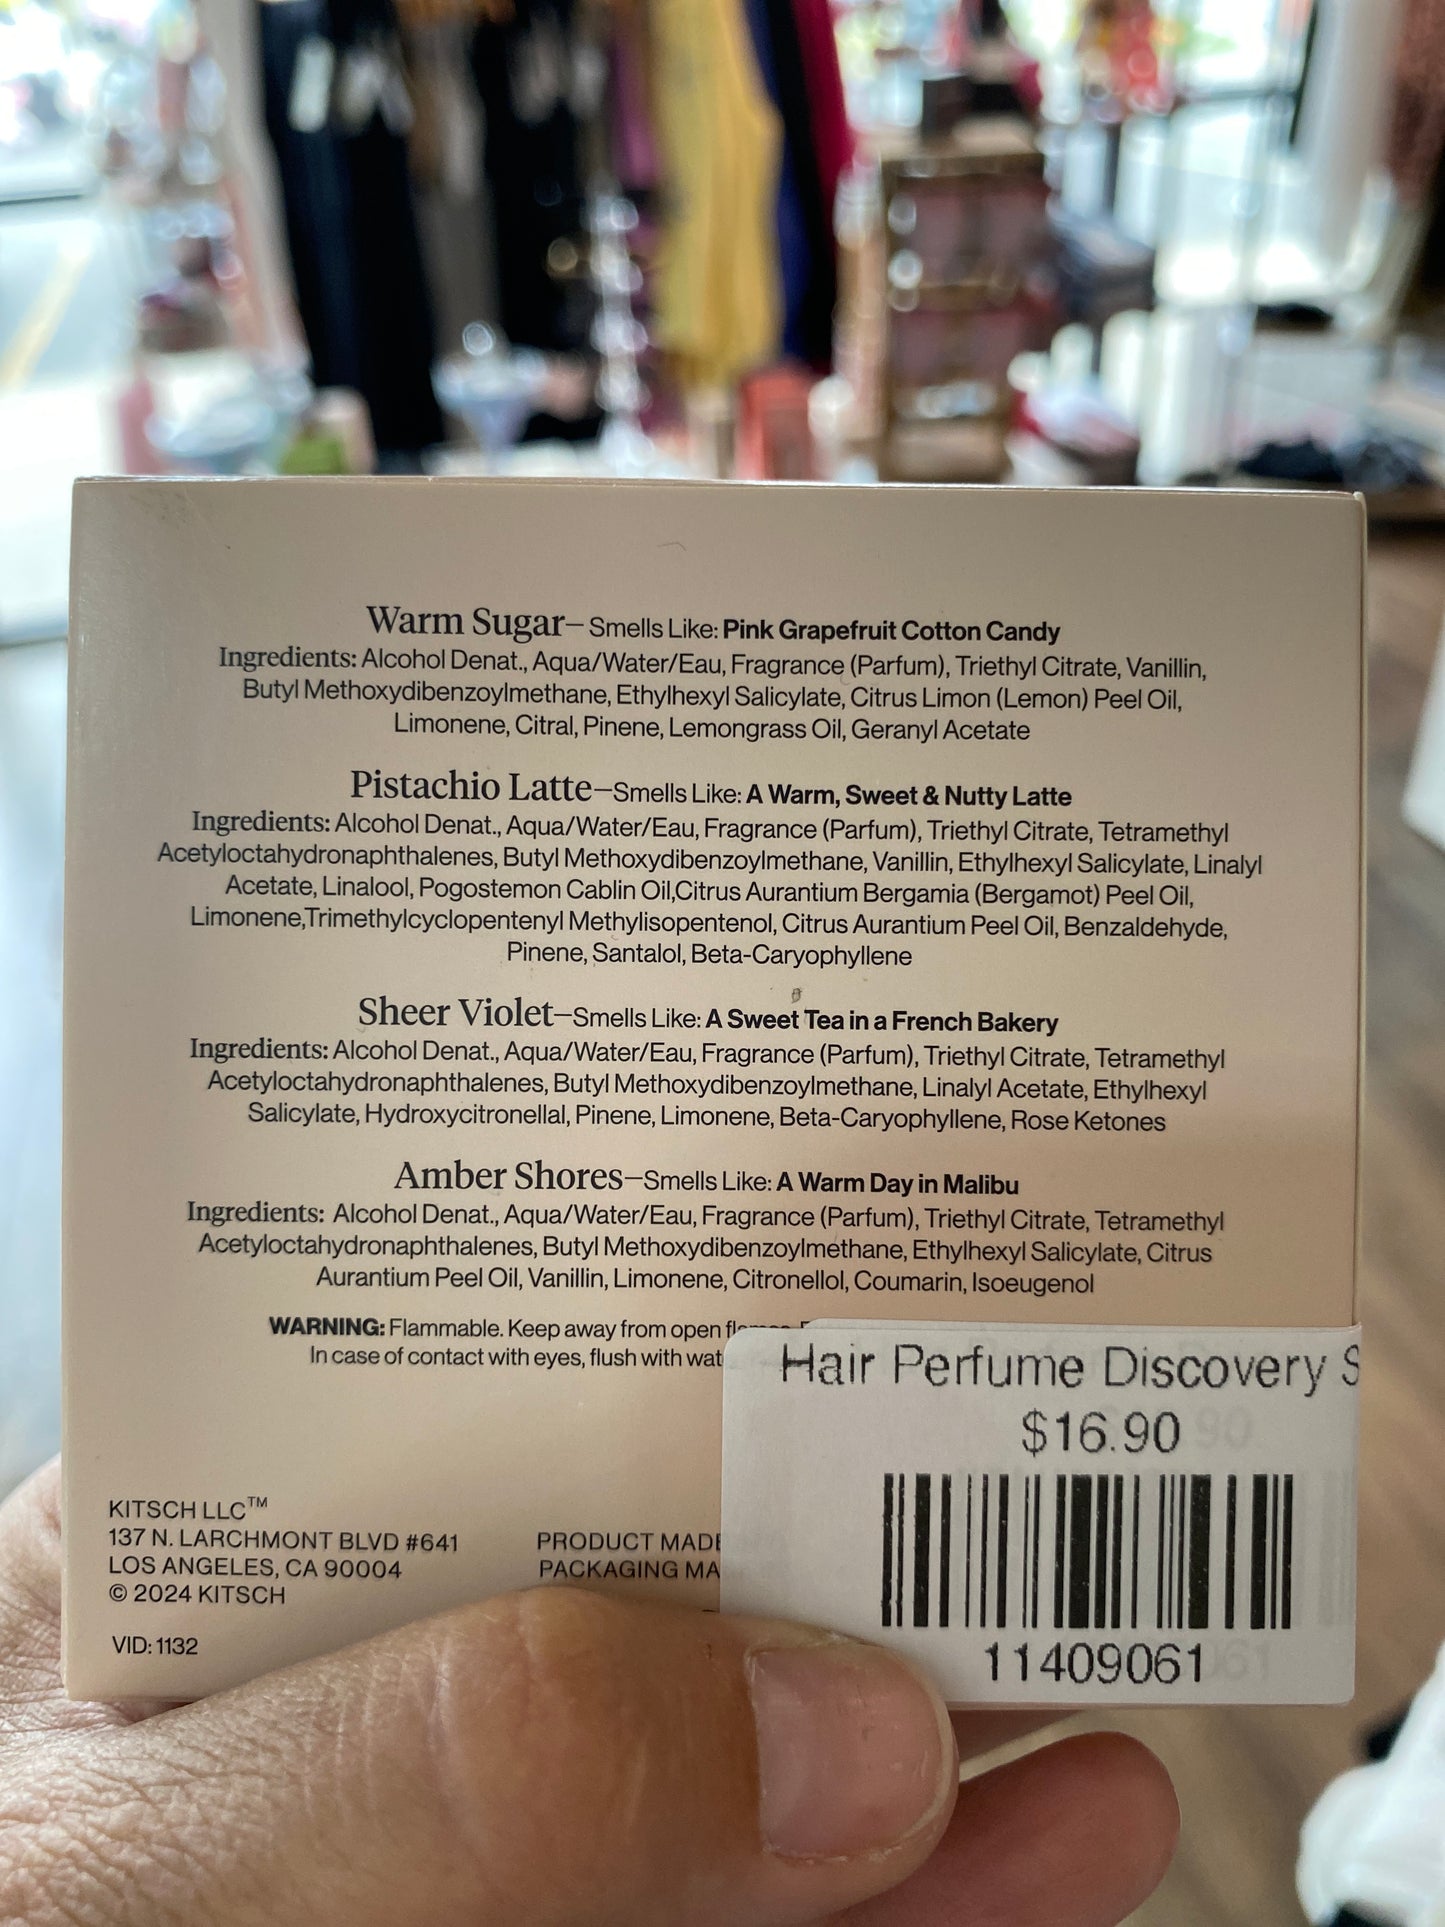 Warm Sugar– Smells Like: Pink Grapefruit Cotton Candy
Ingredients: Alcohol Denat., Aqua/Water/Eau, Fragrance (Parfum), Triethyl Citrate, Vanillin,
Butyl Methoxydibenzoylmethane, Ethylhexyl Salicylate, Citrus Limon (Lemon) Peel Oil,
Limonene, Citral, Pinene, Lemongrass Oil, Geranyl Acetate
Pistachio Latte–Smells Like: A Warm, Sweet & Nutty Latte
Ingredients: Alcohol Denat., Aqua/Water/Eau, Fragrance (Parfum), Triethyl Citrate, Tetramethyl
Acetyloctahydronaphthalenes, Butyl Methoxydibenzoylmethane, Vanillin, Ethylhexyl Salicylate, Linalyl
Acetate, Linalool, Pogostemon Cablin Oil,Citrus Aurantium Bergamia (Bergamot) Peel Oil,
Limonene,Trimethylcyclopentenyl Methylisopentenol, Citrus Aurantium Peel Oil, Benzaldehyde,
Pinene, Santalol, Beta-Caryophyllene
Sheer Violet–Smells Like: A Sweet Tea in a French Bakery
Ingredients: Alcohol Denat., Aqua/Water/Eau, Fragrance (Parfum), Triethyl Citrate, Tetramethyl
Acetyloctahydronaphthalenes, Butyl Methoxydibenzoylmethane, Linalyl Acetate, Ethylhexyl
Salicylate, Hydroxycitronellal, Pinene, Limonene, Beta-Caryophyllene, Rose Ketones
Amber Shores–Smells Like: A Warm Day in Malibu
Ingredients: Alcohol Denat., Aqua/Water/Eau, Fragrance (Parfum), Triethyl Citrate, Tetramethyl
Acetyloctahydronaphthalenes, Butyl Methoxydibenzoylmethane, Ethylhexyl Salicylate, Citrus
Aurantium Peel Oil, Vanillin, Limonene, Citronellol, Coumarin, Isoeugenol
WARNING: Flammable. Keep away from open
In case of contact with eyes, flush with wat
Hair Perfume Discovery S
$16.90
11409061
KITSCH LLC™
137 N. LARCHMONT BLVD #641
LOS ANGELES, CA 90004
© 2024 KITSCH
VID: 1132
PRODUCT MADE
PACKAGING MA